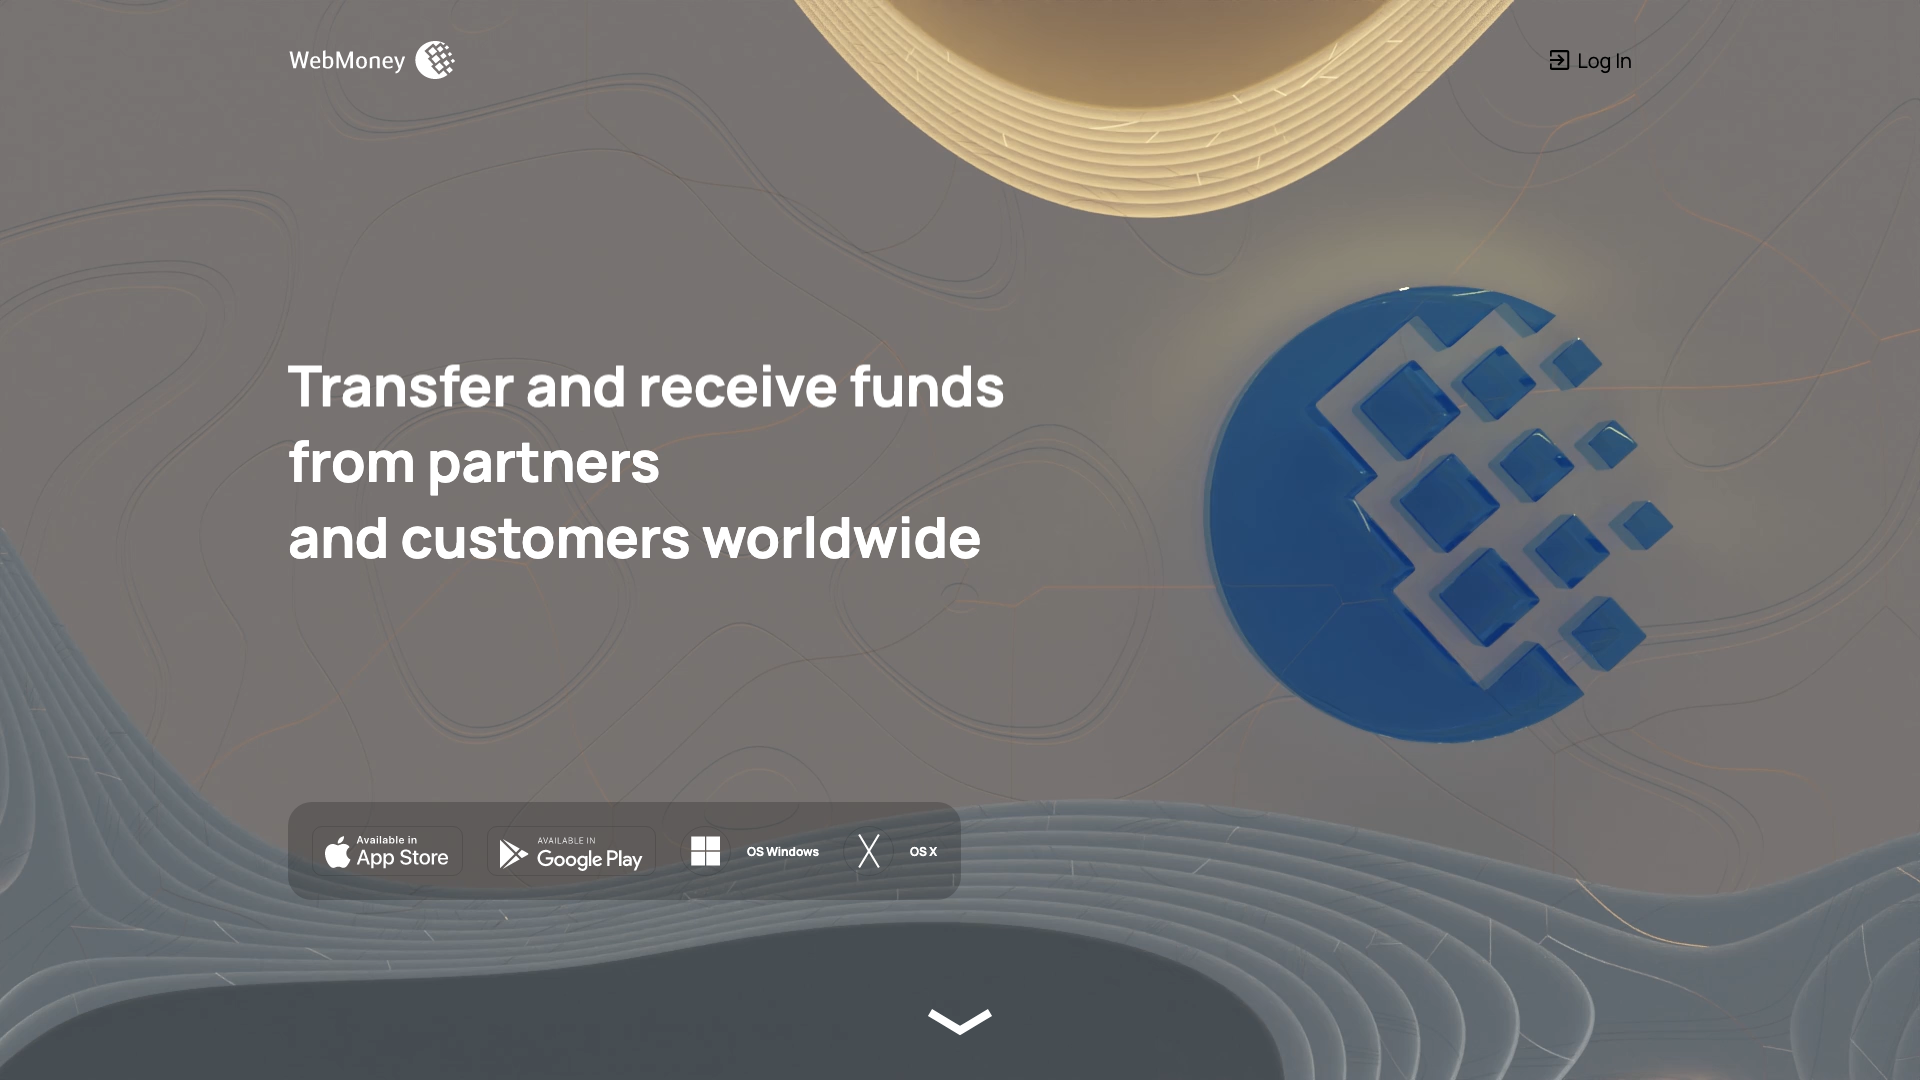 WebMoney
Log In
Transfer and receive funds
from partners
and customers worldwide
Available in
App Store
AVAILABLE IN
Google Play
OS Windows
OS X